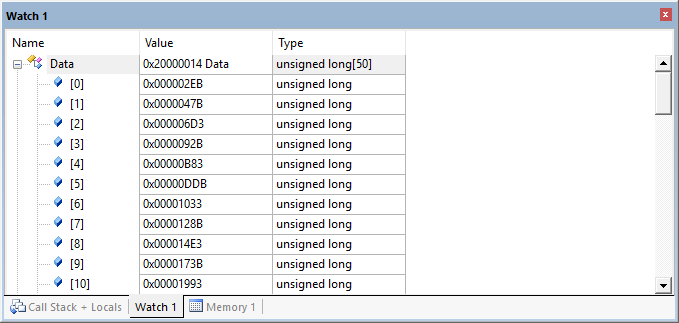 Watch 1
Name Value Type
Data 0x20000014 Data unsigned long[50]
[0] 0x000002EB unsigned long
[1] 0x0000047B unsigned long
[2] 0x000006D3 unsigned long
[3] 0x0000092B unsigned long
[4] 0x00000B83 unsigned long
[5] 0x00000DDB unsigned long
[6] 0x00001033 unsigned long
[7] 0x0000128B unsigned long
[8] 0x000014E3 unsigned long
[9] 0x0000173B unsigned long
[10] 0x00001993 unsigned long
Call Stack + Locals Watch 1 Memory 1